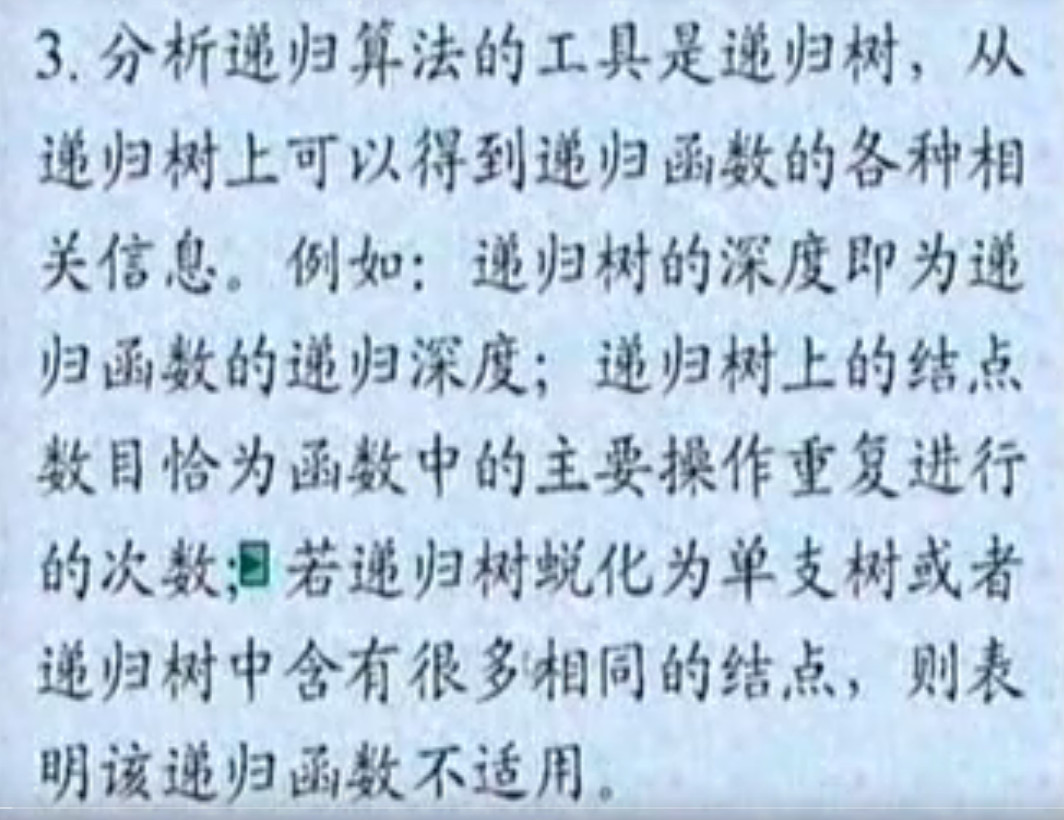 3. 分析递归算法的工具是递归树，从
递归树上可以得到递归函数的各种相
关信息。例如：递归树的深度即为递
归函数的递归深度；递归树上的结点
数目恰为函数中的主要操作重复进行
的次数；若递归树蜕化为单支树或者
递归树中含有很多相同的结点，则表
明该递归函数不适用。